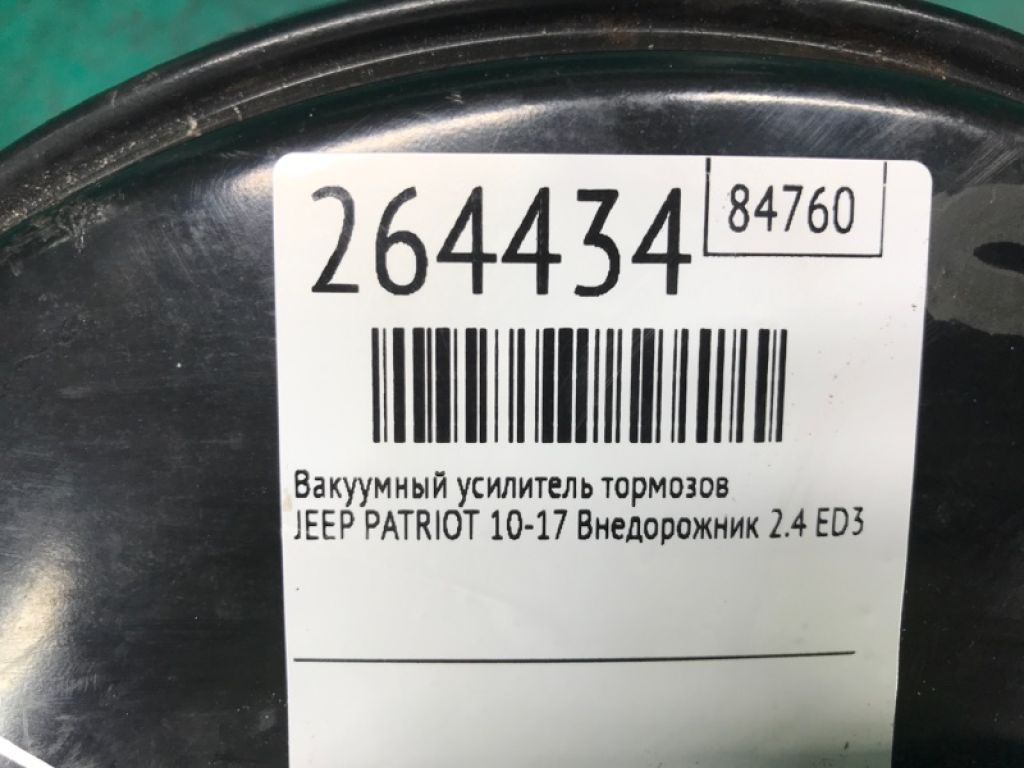 264434
84760
Вакуумный усилитель тормозов
JEEP PATRIOT 10-17 Внедорожник 2.4 ED3